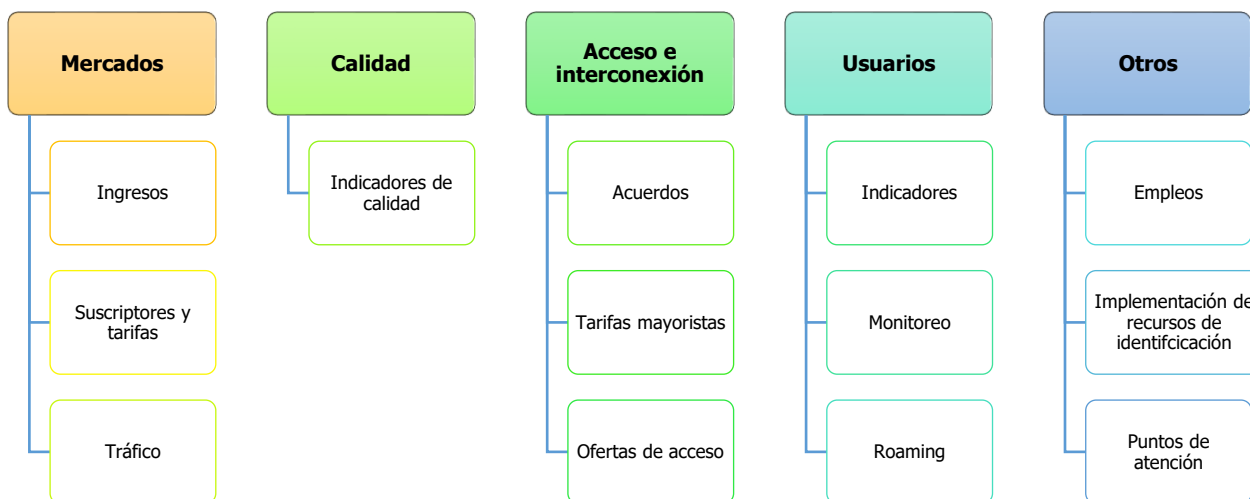 Mercados
Ingresos
Suscriptores y
tarifas
Tráfico
Calidad
Indicadores de
calidad
Acceso e
interconexión
Acuerdos
Tarifas mayoristas
Ofertas de acceso
Usuarios
Indicadores
Monitoreo
Roaming
Otros
Empleos
Implementación de
recursos de
identifcicación
Puntos de
atención